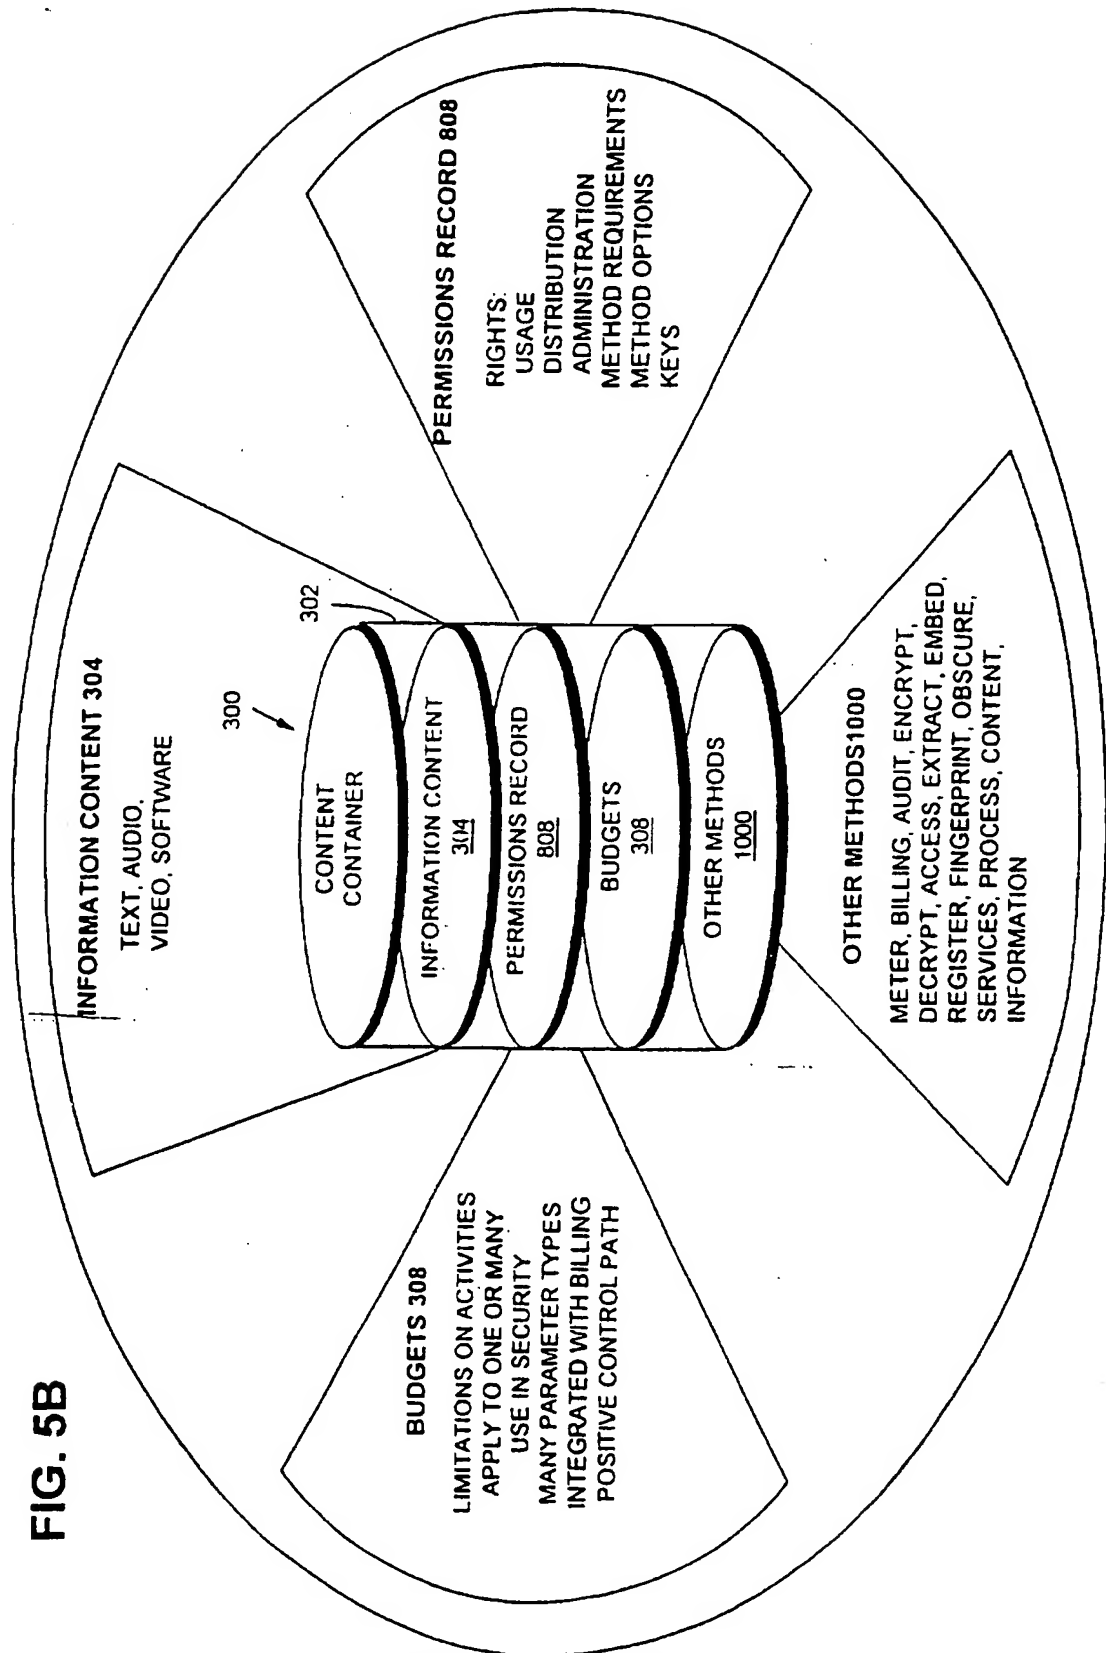 FIG. 5B
INFORMATION CONTENT 304
TEXT, AUDIO,
VIDEO, SOFTWARE
300
302
CONTENT
CONTAINER
INFORMATION CONTENT
304
PERMISSIONS RECORD
808
BUDGETS
308
OTHER METHODS
1000
BUDGETS 308
LIMITATIONS ON ACTIVITIES
APPLY TO ONE OR MANY
USE IN SECURITY
MANY PARAMETER TYPES
INTEGRATED WITH BILLING
POSITIVE CONTROL PATH
PERMISSIONS RECORD 808
RIGHTS:
USAGE
DISTRIBUTION
ADMINISTRATION
METHOD REQUIREMENTS
METHOD OPTIONS
KEYS
OTHER METHODS1000
METER, BILLING, AUDIT, ENCRYPT,
DECRYPT, ACCESS, EXTRACT, EMBED,
REGISTER, FINGERPRINT, OBSCURE,
SERVICES, PROCESS, CONTENT,
INFORMATION